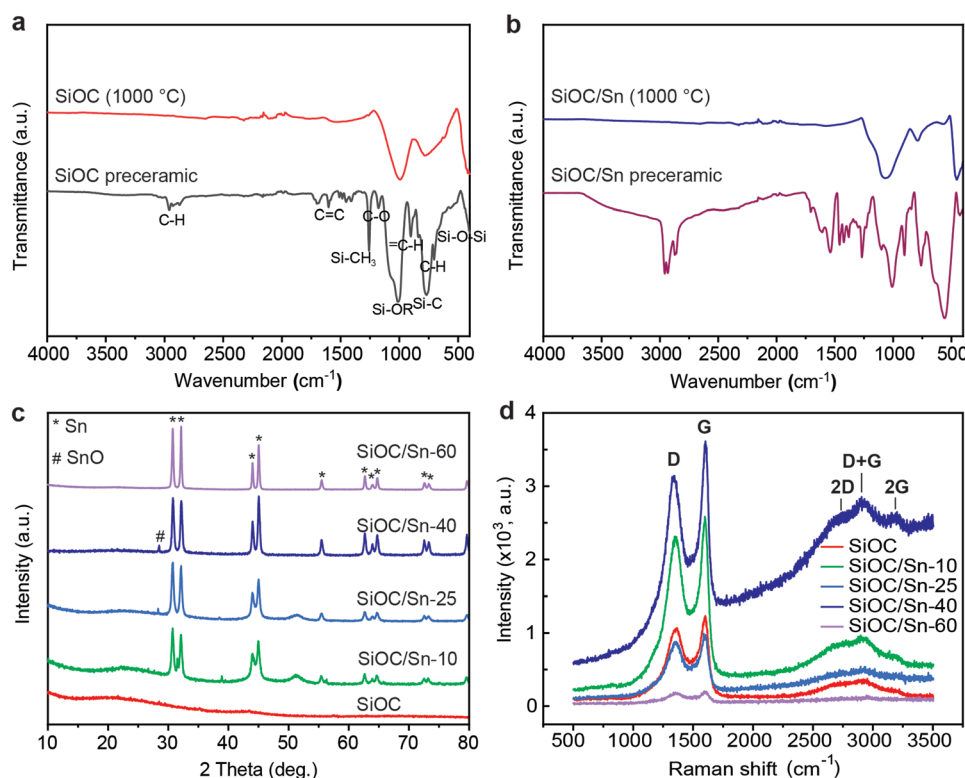 a
SiOC (1000 °C)
SiOC preceramic
C-H
C=C
C-O
Si-CH₃
=C-H
Si-OR
C-H
Si-C
Si-O-Si
Transmittance (a.u.)
4000 3000 2500 2000 1500 1000 500
Wavenumber (cm⁻¹)
b
SiOC/Sn (1000 °C)
SiOC/Sn preceramic
Transmittance (a.u.)
4000 3500 3000 2500 2000 1500 1000 500
Wavenumber (cm⁻¹)
c
* Sn
# SnO
* * * * * * * * * *
#
SiOC/Sn-60
SiOC/Sn-40
SiOC/Sn-25
SiOC/Sn-10
SiOC
Intensity (a.u.)
10 20 30 40 50 60 70 80
2 Theta (deg.)
d
D
G
D+G
2D
2G
SiOC
SiOC/Sn-10
SiOC/Sn-25
SiOC/Sn-40
SiOC/Sn-60
Intensity (x10³, a.u.)
4
3
2
1
0
500 1000 1500 2000 2500 3000 3500
Raman shift (cm⁻¹)